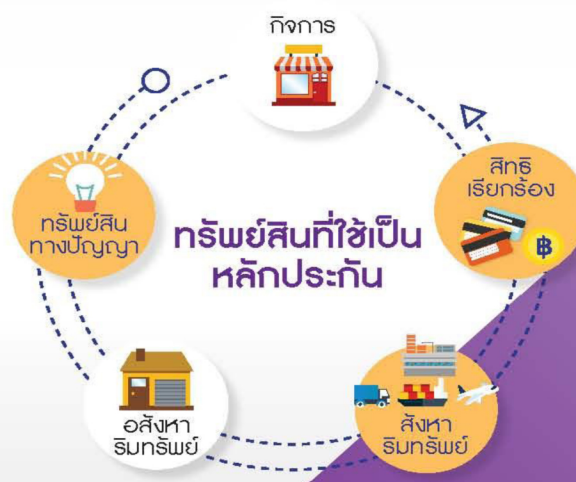 กิจการ
สิทธิ
เรียกร้อง
฿
ทรัพย์สิน
ทางปัญญา
ทรัพย์สินที่ใช้เป็น
หลักประกัน
อสังหา
ริมทรัพย์
สังหา
ริมทรัพย์